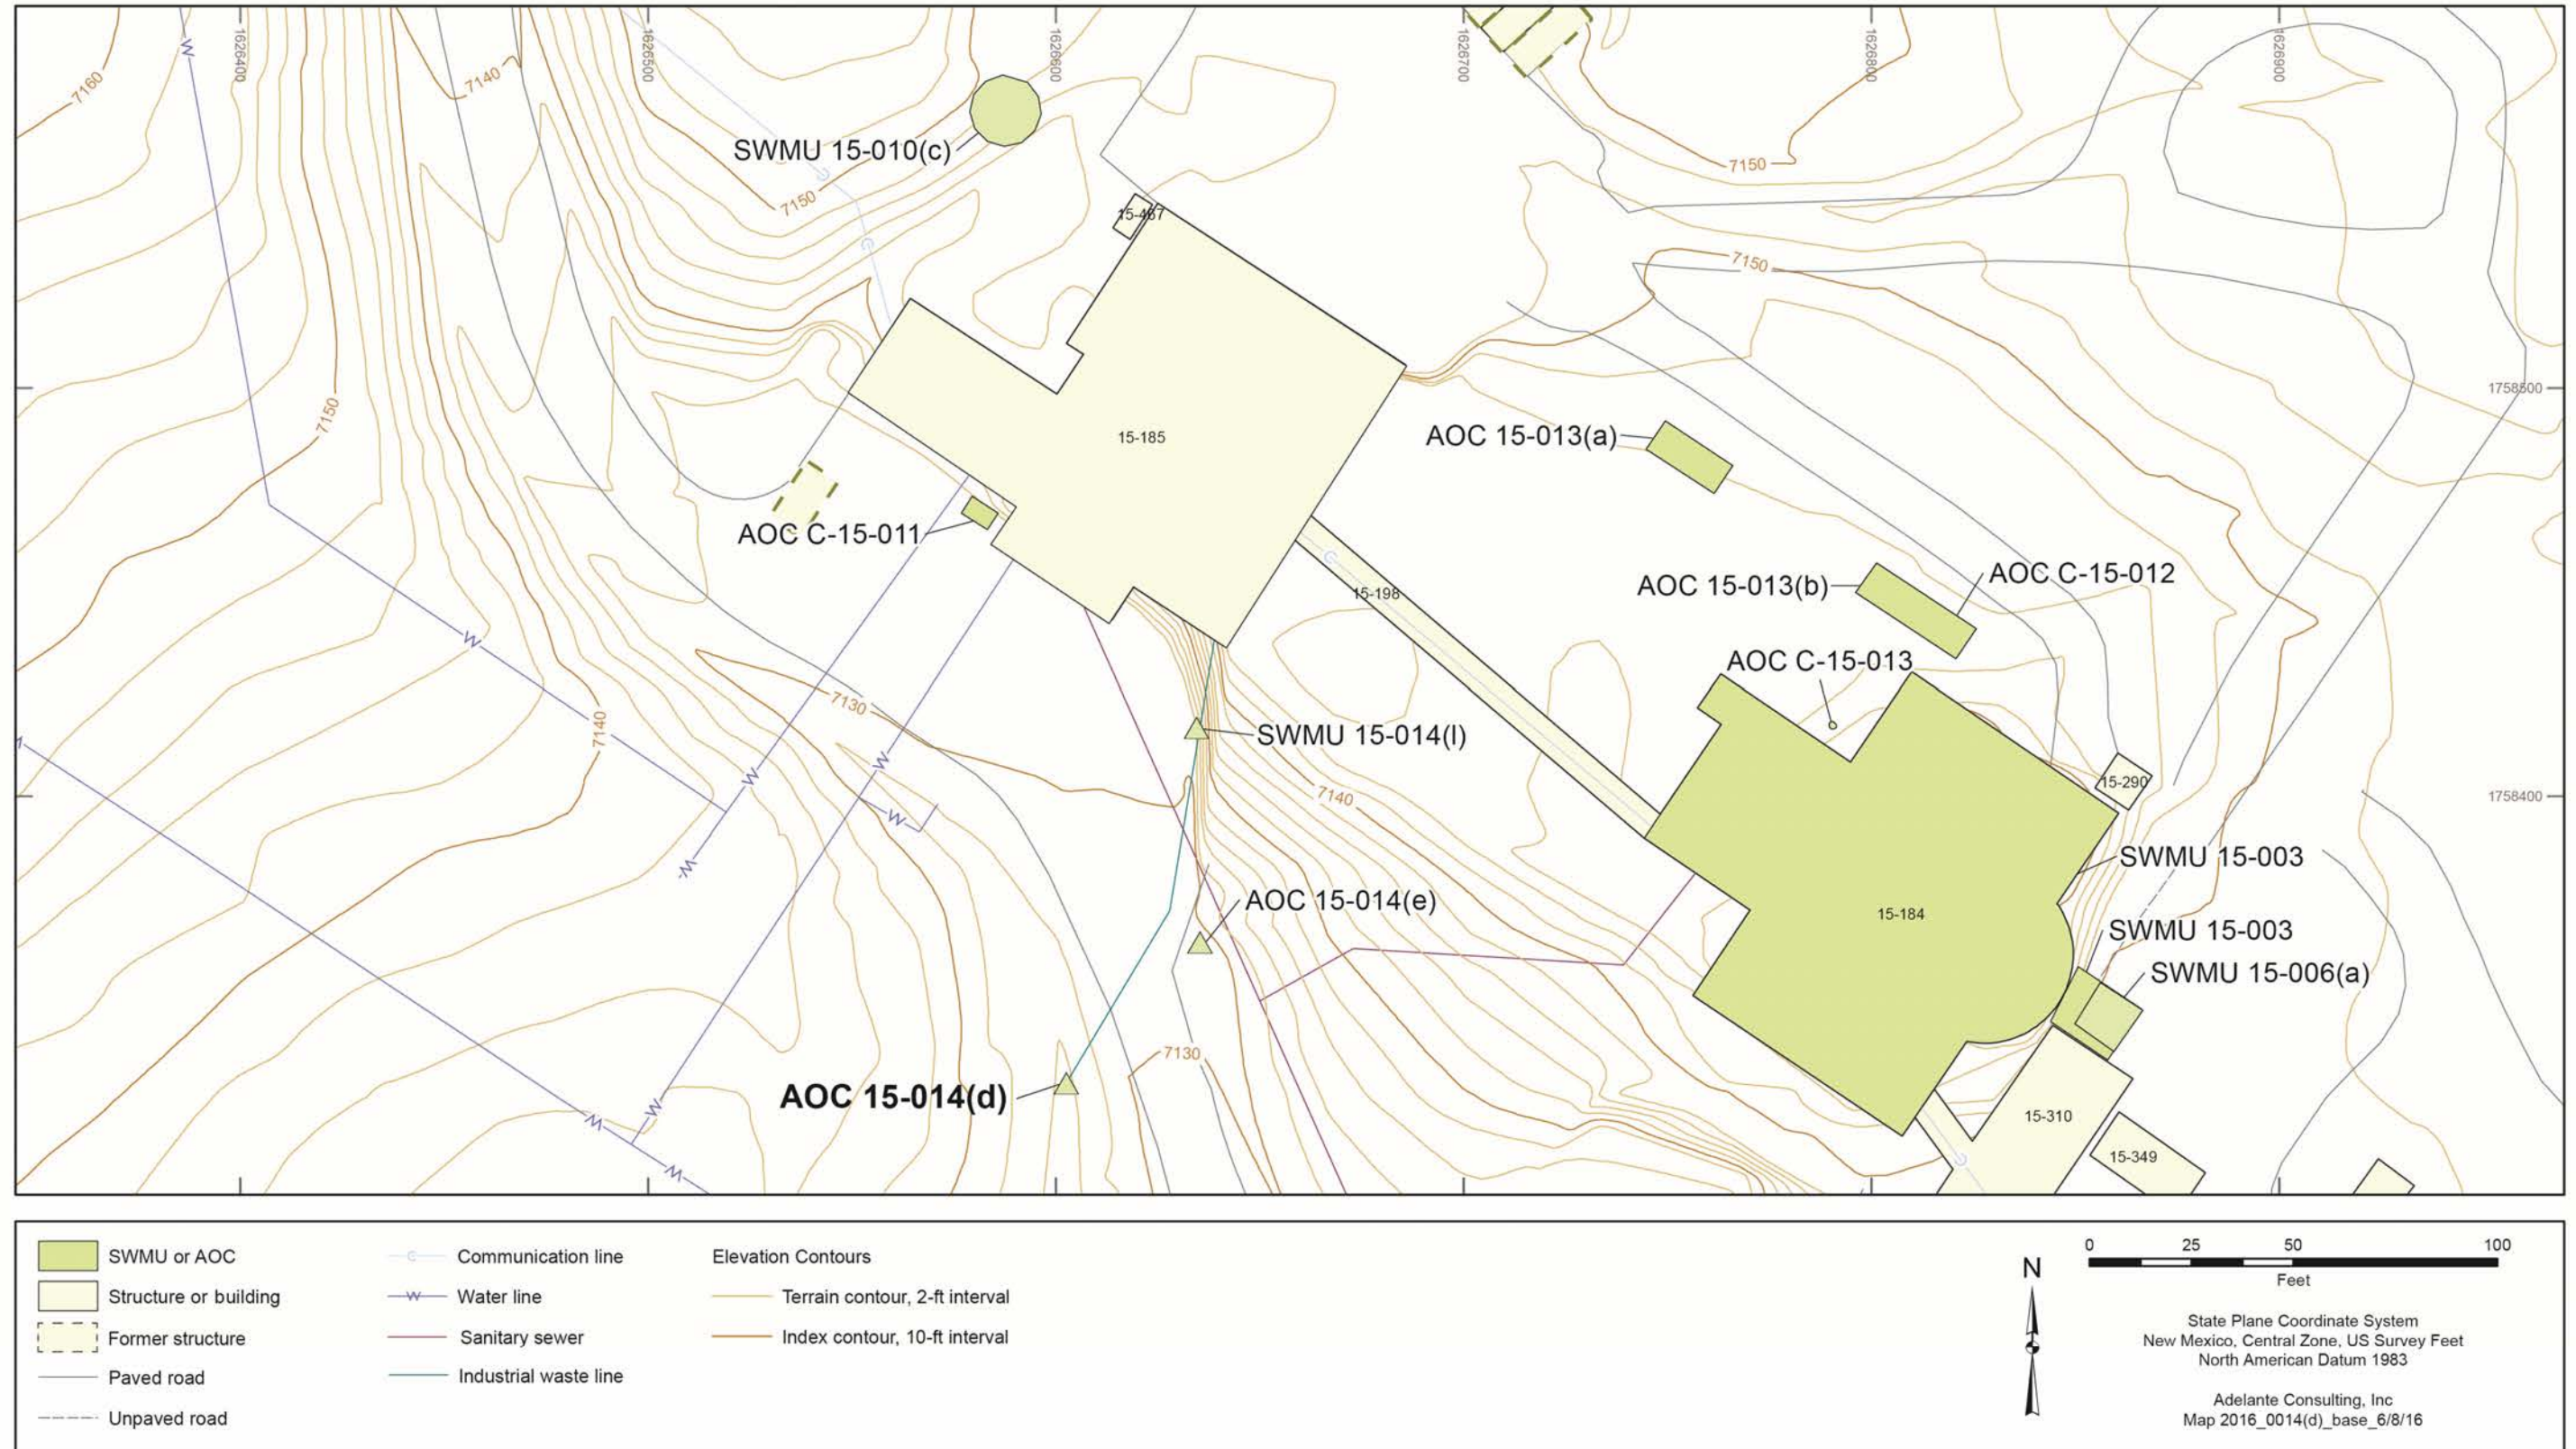 1626400
1626500
1626600
1626700
1626800
1626900
W
7160
7140
SWMU 15-010(c)
7150
C
7150
15-467
C
7150
1758500
7150
15-185
AOC 15-013(a)
AOC C-15-011
C
15-198
AOC 15-013(b)
AOC C-15-012
W
AOC C-15-013
7130
7140
SWMU 15-014(l)
W
W
15-290
7140
1758400
W
W
SWMU 15-003
AOC 15-014(e)
15-184
SWMU 15-003
SWMU 15-006(a)
7130
AOC 15-014(d)
W
W
15-310
15-349
C
W
SWMU or AOC
Structure or building
Former structure
Paved road
Unpaved road
C
Communication line
W
Water line
Sanitary sewer
Industrial waste line
Elevation Contours
Terrain contour, 2-ft interval
Index contour, 10-ft interval
N
0 25 50 100
Feet
State Plane Coordinate System
New Mexico, Central Zone, US Survey Feet
North American Datum 1983
Adelante Consulting, Inc
Map 2016_0014(d)_base_6/8/16